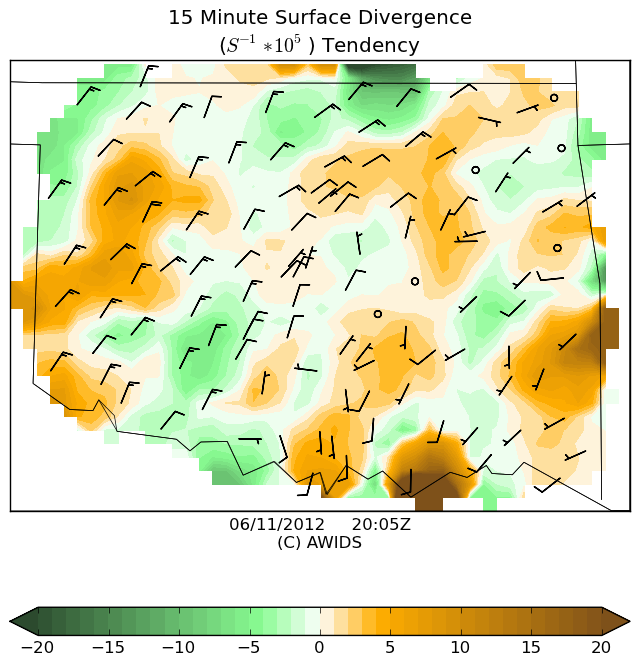 15 Minute Surface Divergence
(S⁻¹ * 10⁵ ) Tendency
06/11/2012 20:05Z
(C) AWIDS
−20 −15 −10 −5 0 5 10 15 20